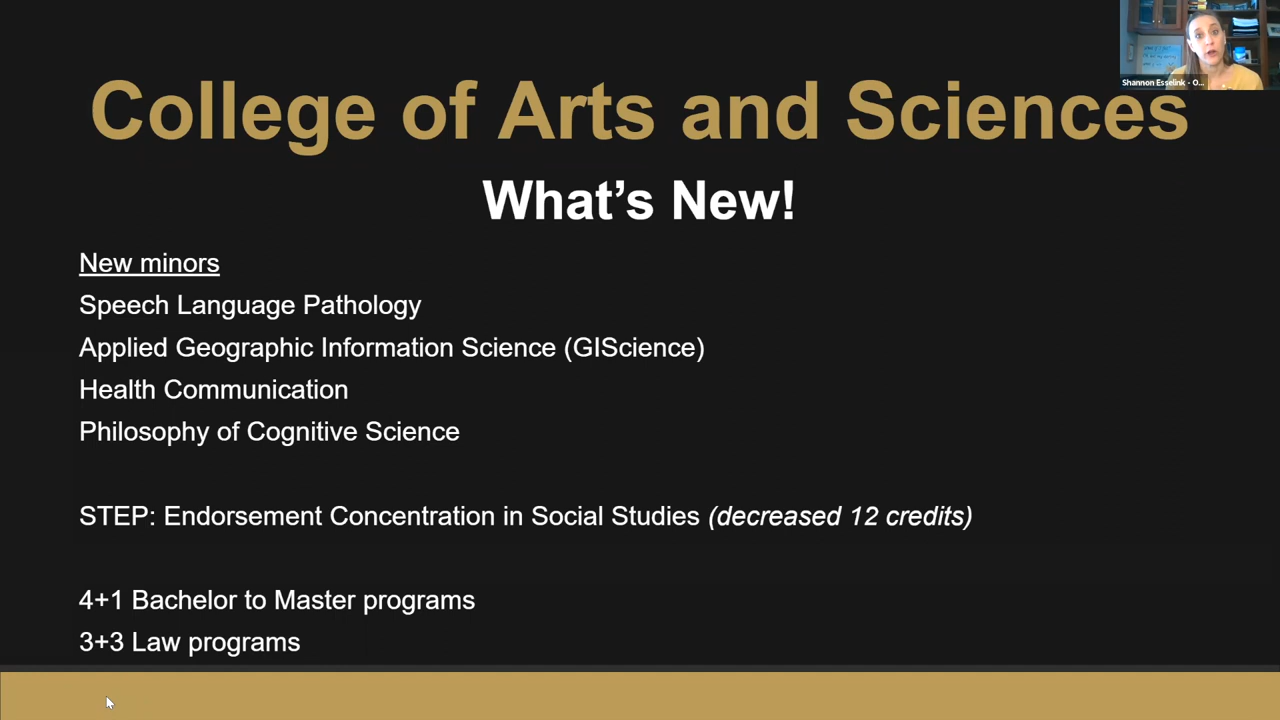 Shannon Esselink - O...
College of Arts and Sciences
What's New!
New minors
Speech Language Pathology
Applied Geographic Information Science (GIScience)
Health Communication
Philosophy of Cognitive Science
STEP: Endorsement Concentration in Social Studies (decreased 12 credits)
4+1 Bachelor to Master programs
3+3 Law programs